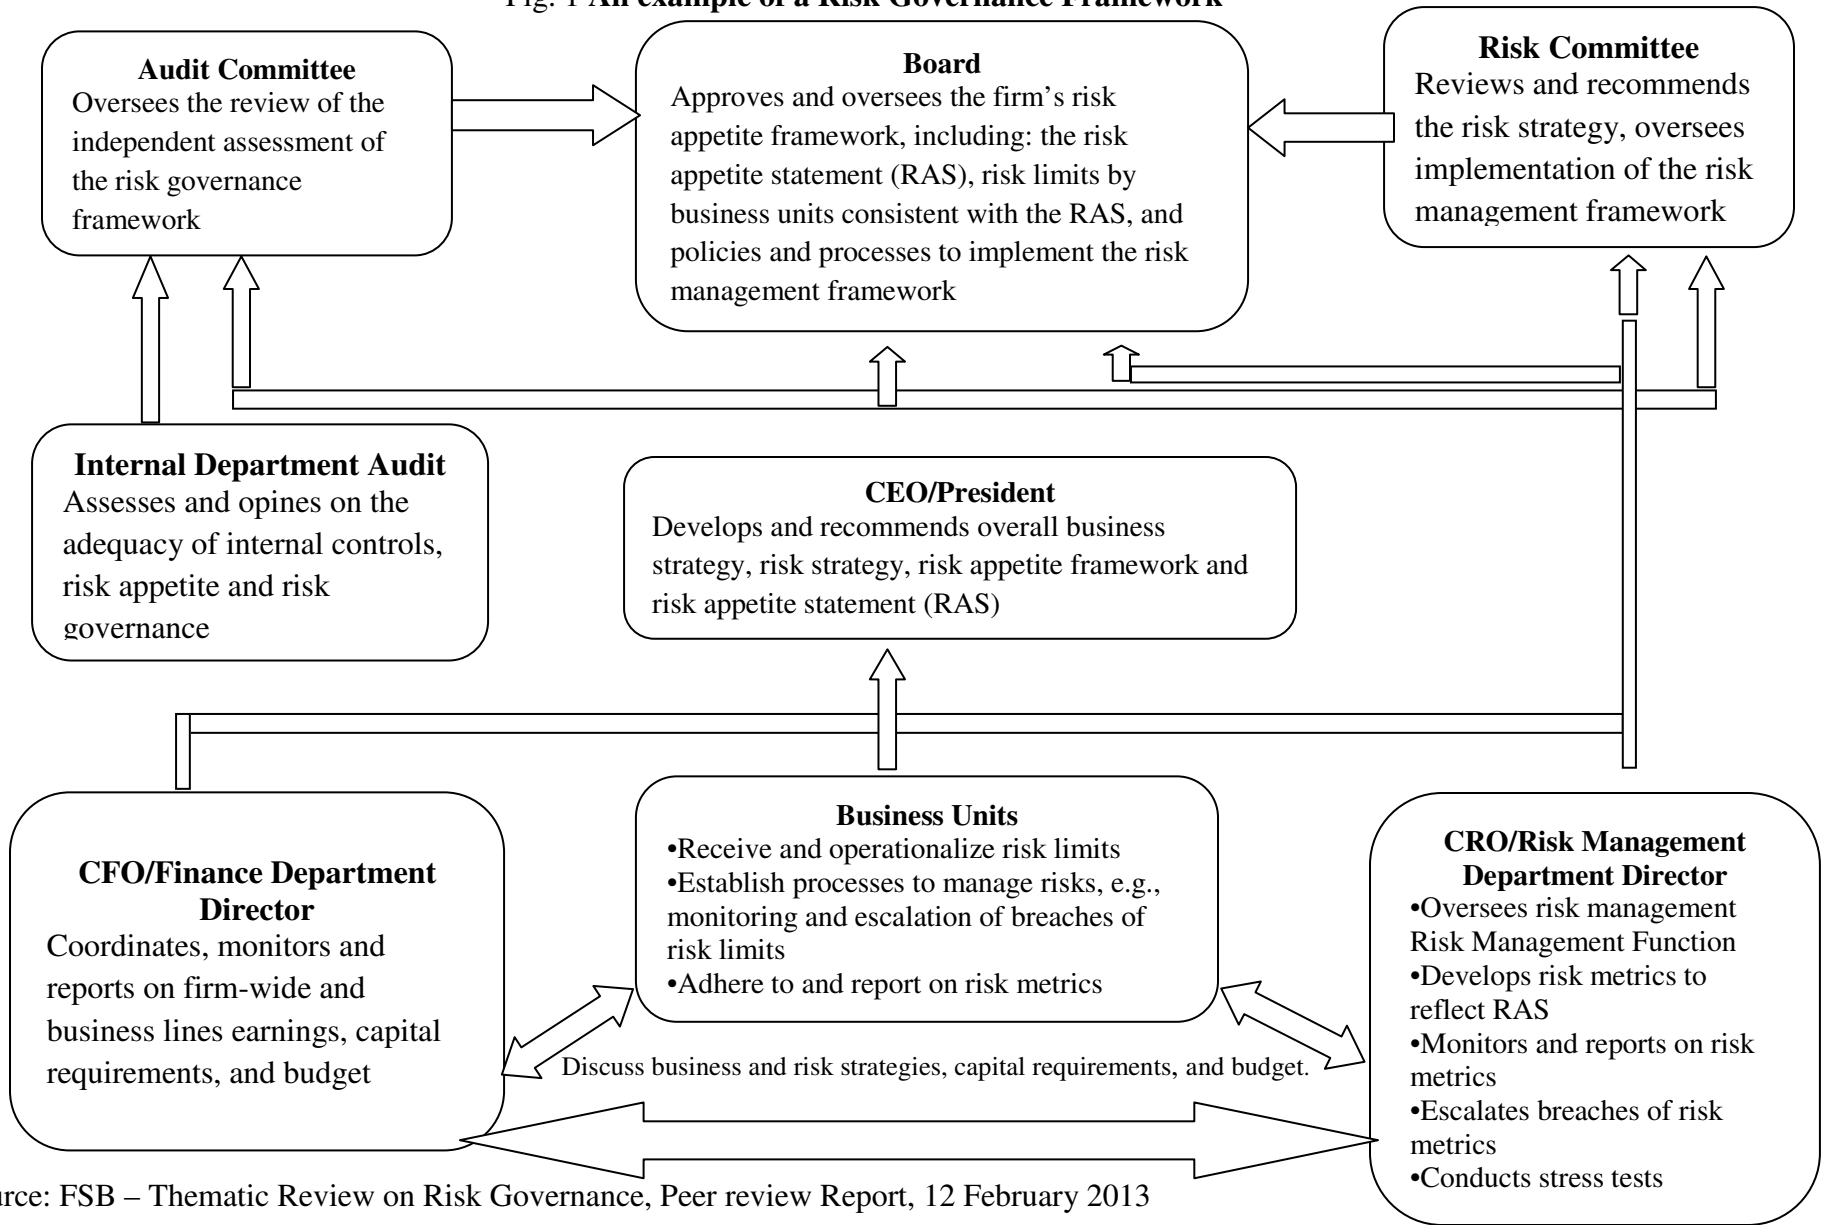 Fig. 1 An example of a Risk Governance Framework
Audit Committee
Oversees the review of the
independent assessment of
the risk governance
framework
Board
Approves and oversees the firm’s risk
appetite framework, including: the risk
appetite statement (RAS), risk limits by
business units consistent with the RAS, and
policies and processes to implement the risk
management framework
Risk Committee
Reviews and recommends
the risk strategy, oversees
implementation of the risk
management framework
Internal Department Audit
Assesses and opines on the
adequacy of internal controls,
risk appetite and risk
governance
CEO/President
Develops and recommends overall business
strategy, risk strategy, risk appetite framework and
risk appetite statement (RAS)
CFO/Finance Department
Director
Coordinates, monitors and
reports on firm-wide and
business lines earnings, capital
requirements, and budget
Business Units
•Receive and operationalize risk limits
•Establish processes to manage risks, e.g.,
monitoring and escalation of breaches of
risk limits
•Adhere to and report on risk metrics
CRO/Risk Management
Department Director
•Oversees risk management
Risk Management Function
•Develops risk metrics to
reflect RAS
•Monitors and reports on risk
metrics
•Escalates breaches of risk
metrics
•Conducts stress tests
Discuss business and risk strategies, capital requirements, and budget.
urce: FSB – Thematic Review on Risk Governance, Peer review Report, 12 February 2013